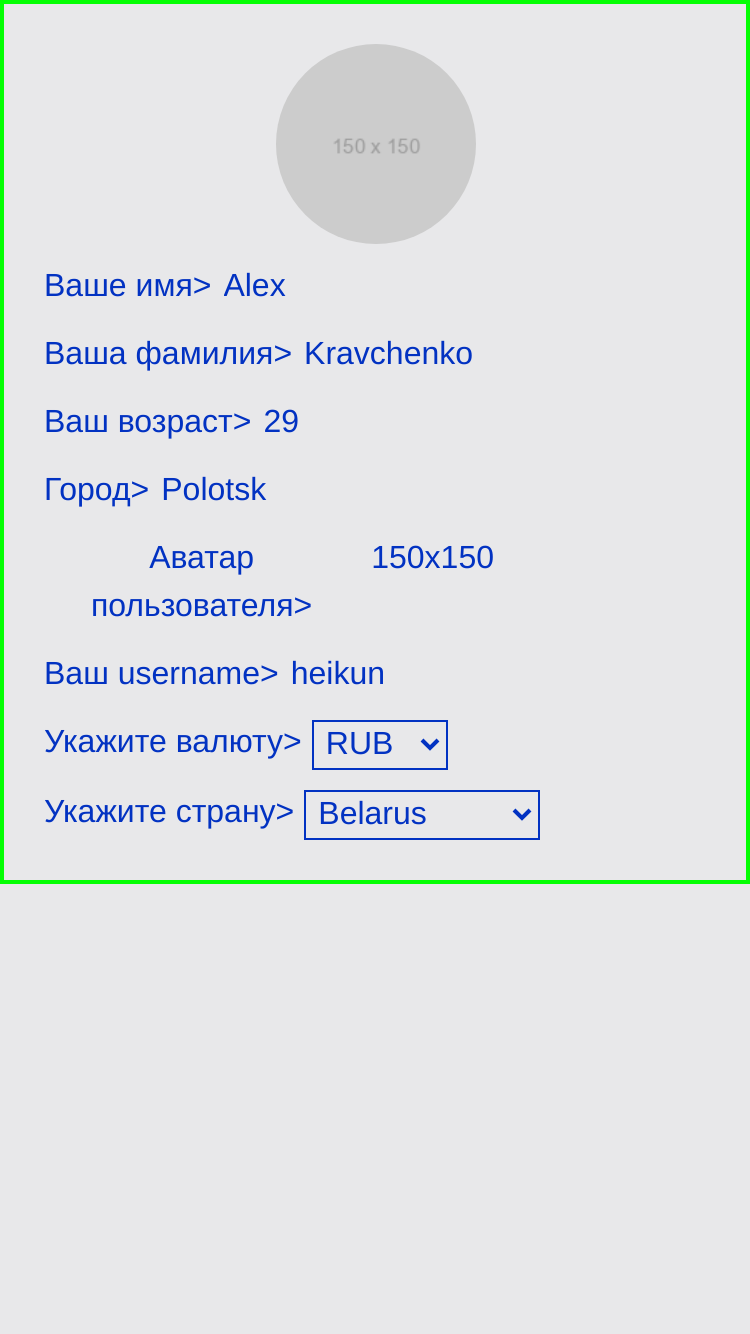 150 x 150
Ваше имя> Alex
Ваша фамилия> Kravchenko
Ваш возраст> 29
Город> Polotsk
Аватар 150x150
пользователя>
Ваш username> heikun
Укажите валюту> RUB
Укажите страну> Belarus